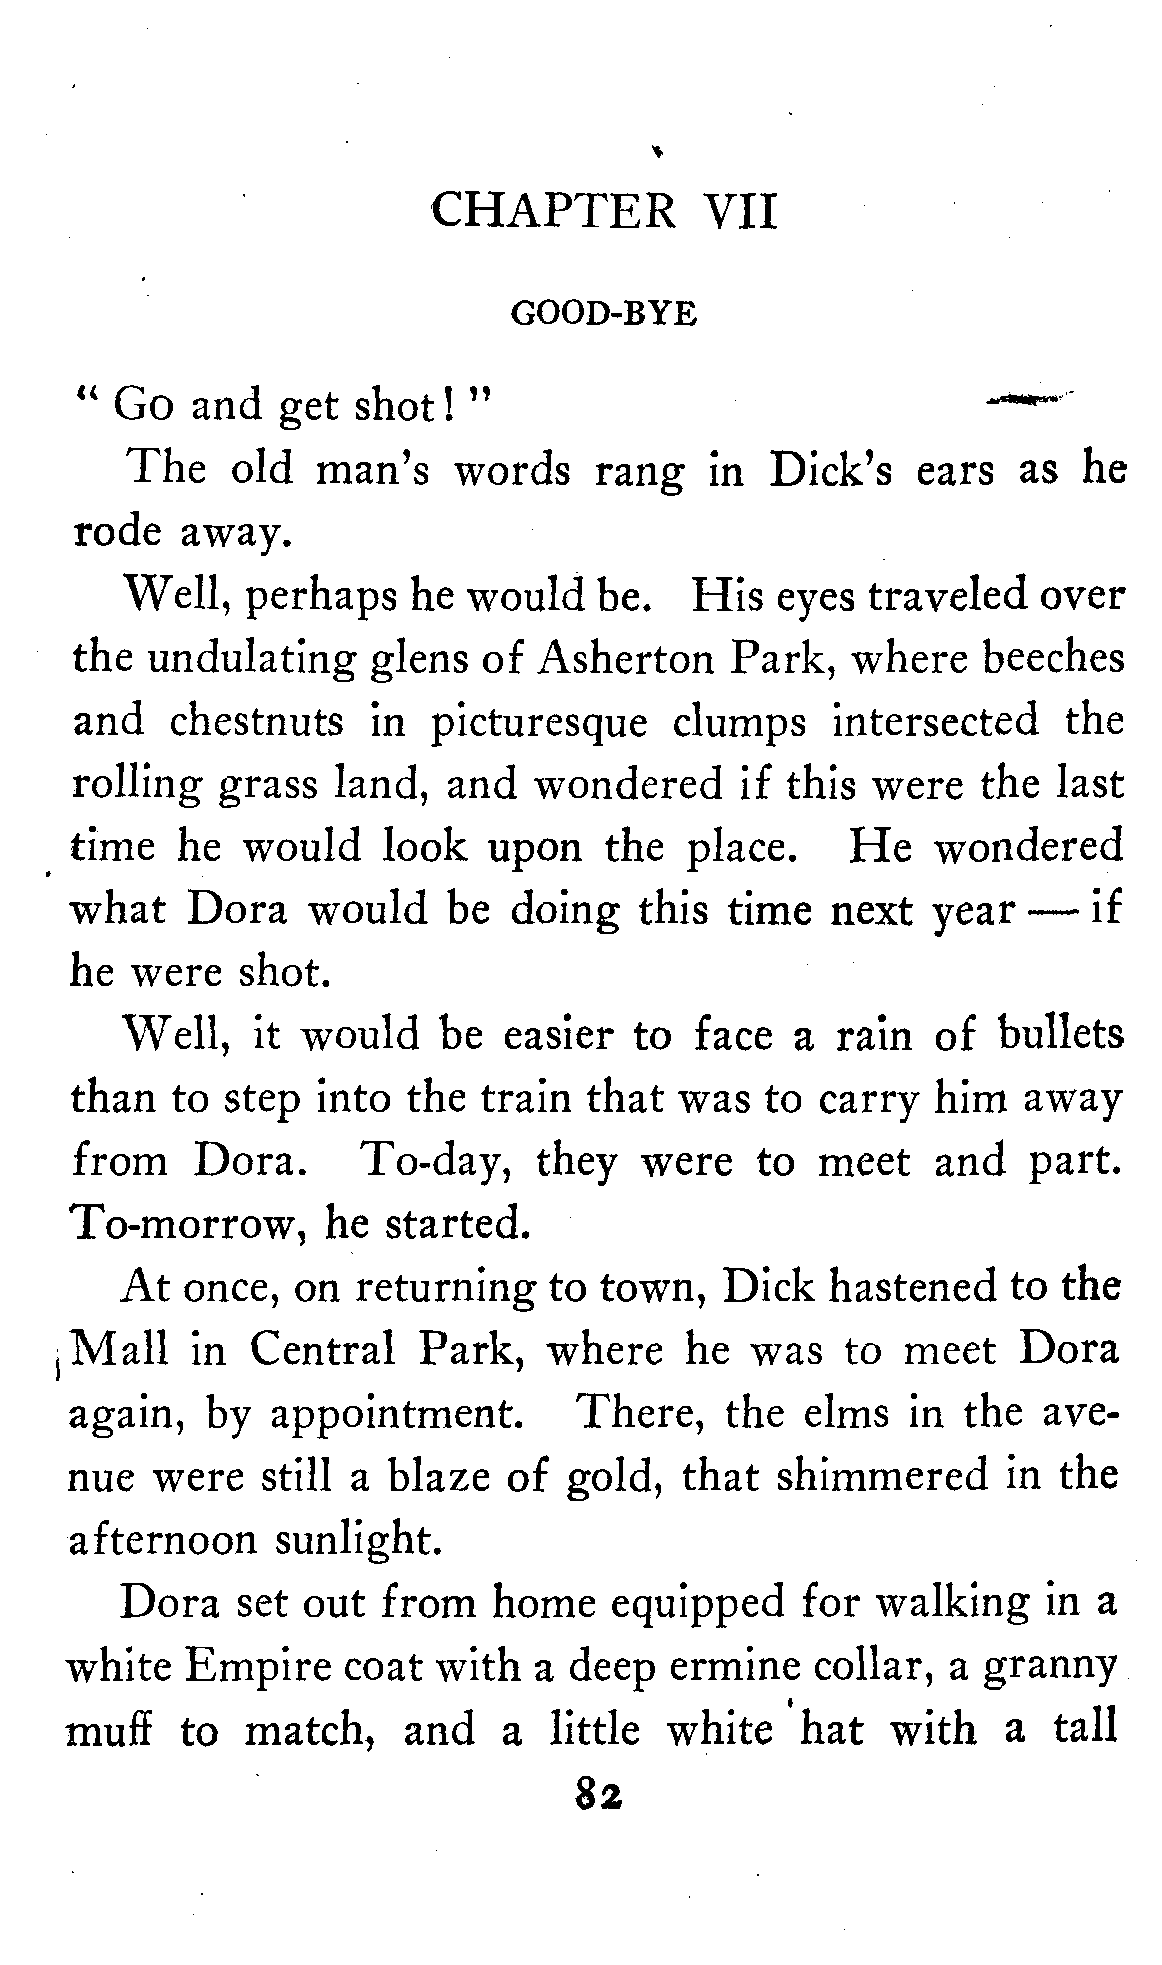 CHAPTER VII
GOOD-BYE
“ Go and get shot! ”
The old man’s words rang in Dick’s ears as he
rode away.
Well, perhaps he would be. His eyes traveled over
the undulating glens of Asherton Park, where beeches
and chestnuts in picturesque clumps intersected the
rolling grass land, and wondered if this were the last
time he would look upon the place. He wondered
what Dora would be doing this time next year — if
he were shot.
Well, it would be easier to face a rain of bullets
than to step into the train that was to carry him away
from Dora. To-day, they were to meet and part.
To-morrow, he started.
At once, on returning to town, Dick hastened to the
Mall in Central Park, where he was to meet Dora
again, by appointment. There, the elms in the ave-
nue were still a blaze of gold, that shimmered in the
afternoon sunlight.
Dora set out from home equipped for walking in a
white Empire coat with a deep ermine collar, a granny
muff to match, and a little white hat with a tall
82